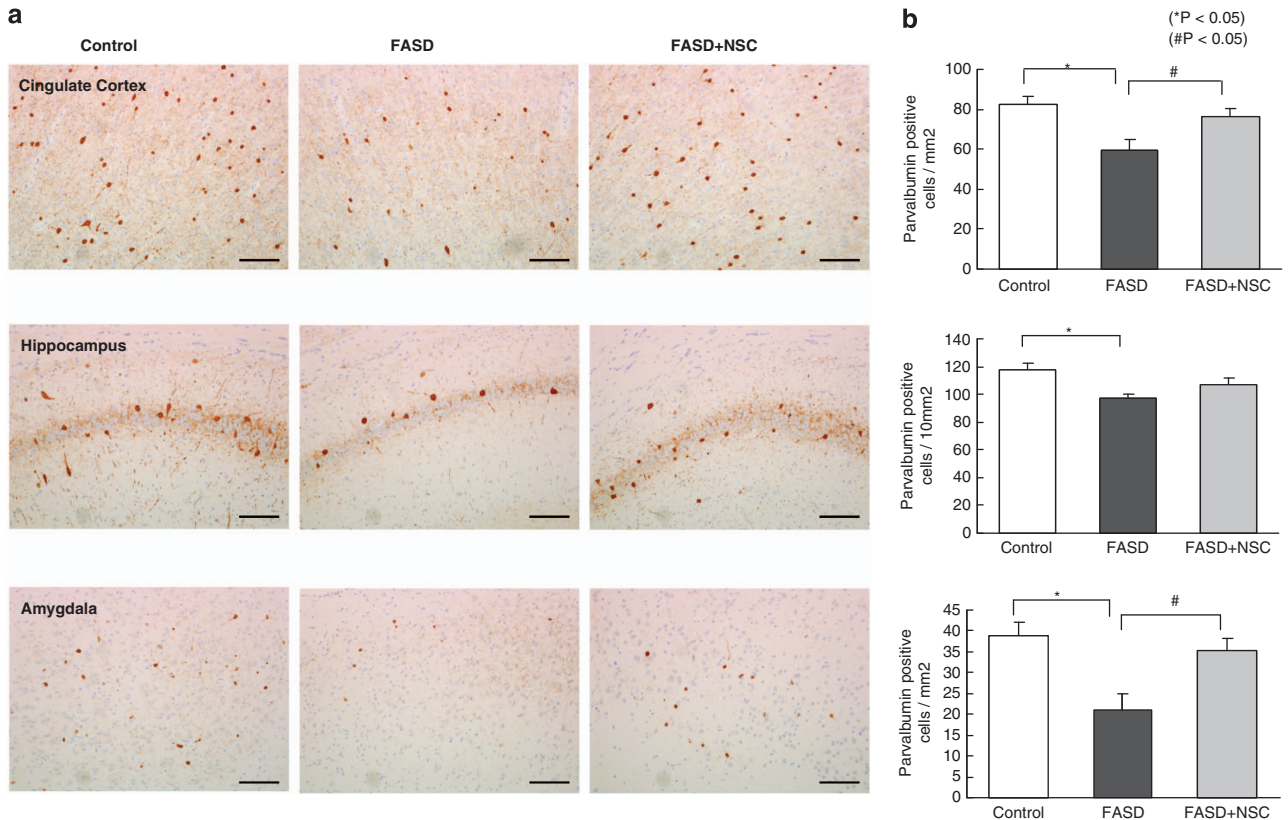 a
Control
FASD
FASD+NSC
Cingulate Cortex
Hippocampus
Amygdala
b
(*P < 0.05)
(#P < 0.05)
Parvalbumin positive
cells / mm2
100
80
60
40
20
0
*
#
Control
FASD
FASD+NSC
Parvalbumin positive
cells / 10mm2
140
120
100
80
60
40
20
0
*
Control
FASD
FASD+NSC
Parvalbumin positive
cells / mm2
45
40
35
30
25
20
15
10
5
0
*
#
Control
FASD
FASD+NSC